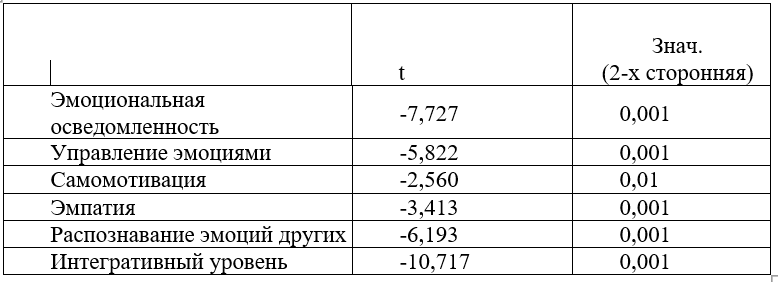 t
Знач.
(2-х сторонняя)
Эмоциональная
осведомленность
-7,727
0,001
Управление эмоциями
-5,822
0,001
Самомотивация
-2,560
0,01
Эмпатия
-3,413
0,001
Распознавание эмоций других
-6,193
0,001
Интегративный уровень
-10,717
0,001